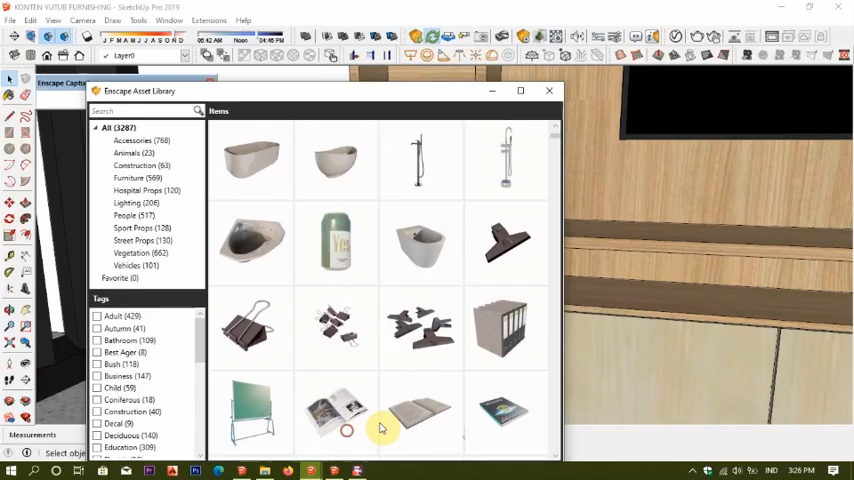 KONTEN YUTUB FURNISHING* - SketchUp Pro 2019
File Edit View Camera Draw Tools Window Extensions Help
J F M A M J J A S O N D
06:42 AM Noon 04:46 PM
Layer0
Enscape Captu
Enscape Asset Library
Search
Items
All (3287)
Accessories (768)
Animals (23)
Construction (63)
Furniture (569)
Hospital Props (120)
Lighting (206)
People (517)
Sport Props (128)
Street Props (130)
Vegetation (662)
Vehicles (101)
Favorite (0)
Tags
Adult (429)
Autumn (41)
Bathroom (109)
Best Ager (8)
Bush (118)
Business (147)
Child (59)
Coniferous (18)
Construction (40)
Decal (9)
Deciduous (140)
Education (309)
Yes
Measurements
Select objec
IND
3:26 PM